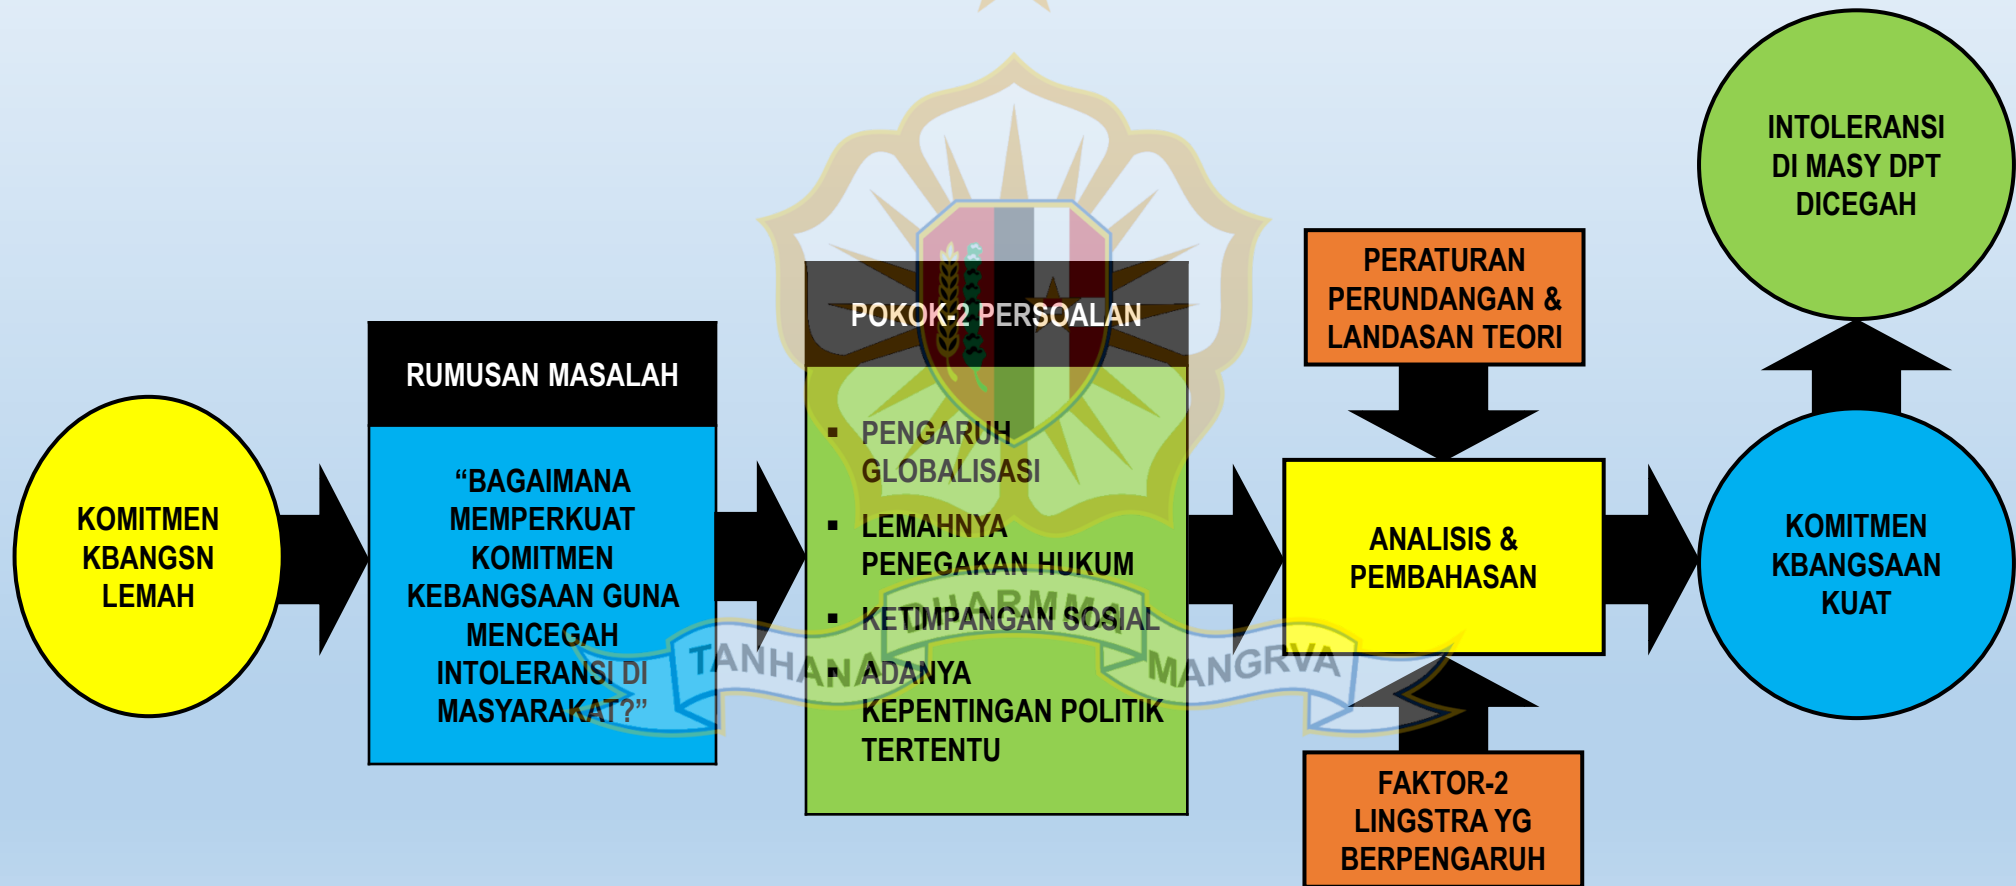 KOMITMEN
KBANGSN
LEMAH
RUMUSAN MASALAH
“BAGAIMANA
MEMPERKUAT
KOMITMEN
KEBANGSAAN GUNA
MENCEGAH
INTOLERANSI DI
MASYARAKAT?”
POKOK-2 PERSOALAN
▪ PENGARUH
GLOBALISASI
▪ LEMAHNYA
PENEGAKAN HUKUM
▪ KETIMPANGAN SOSIAL
▪ ADANYA
KEPENTINGAN POLITIK
TERTENTU
PERATURAN
PERUNDANGAN &
LANDASAN TEORI
ANALISIS &
PEMBAHASAN
FAKTOR-2
LINGSTRA YG
BERPENGARUH
KOMITMEN
KBANGSAAN
KUAT
INTOLERANSI
DI MASY DPT
DICEGAH
TANHANA DHARMMA MANGRVA